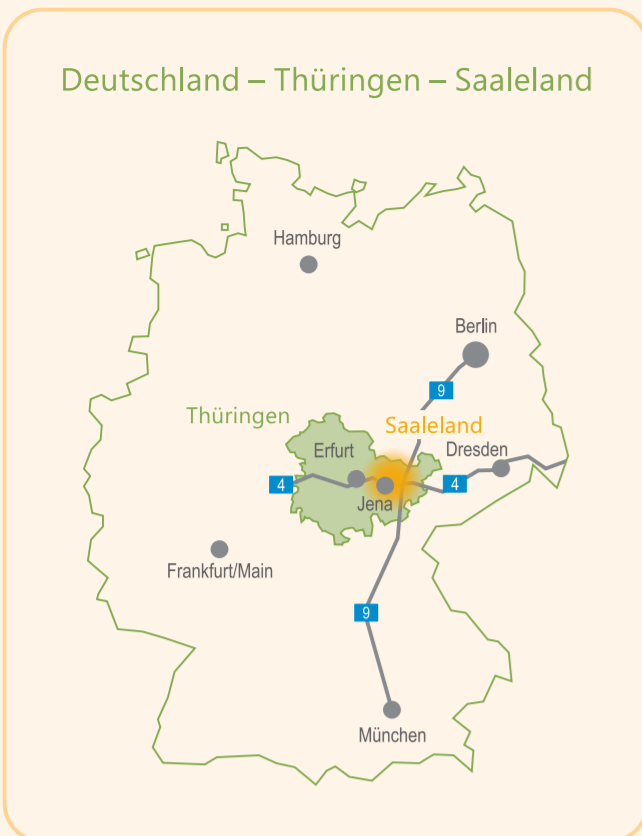 Deutschland – Thüringen – Saaleland
Hamburg
Berlin
9
Thüringen
Saaleland
Erfurt
Dresden
4
4
Jena
Frankfurt/Main
9
München